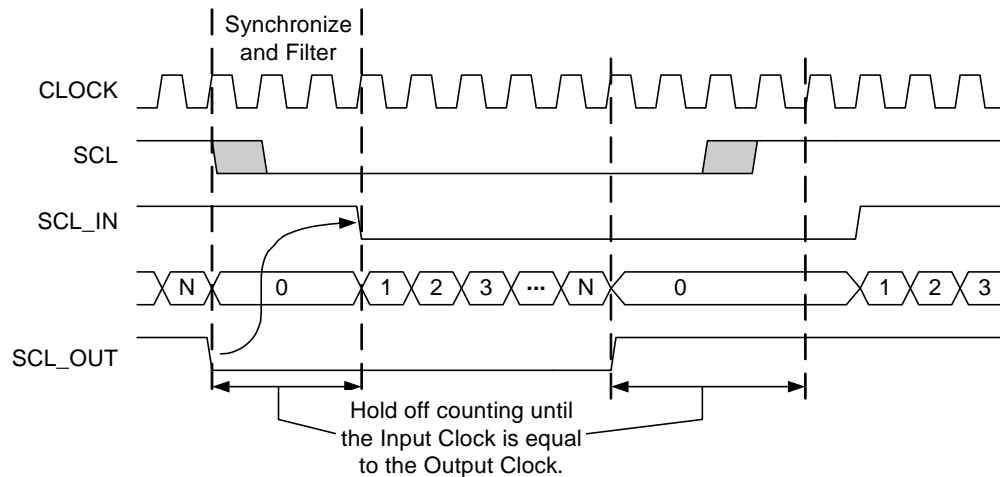 Synchronize
and Filter
CLOCK
SCL
SCL_IN
N 0 1 2 3 ... N 0 1 2 3
SCL_OUT
Hold off counting until
the Input Clock is equal
to the Output Clock.